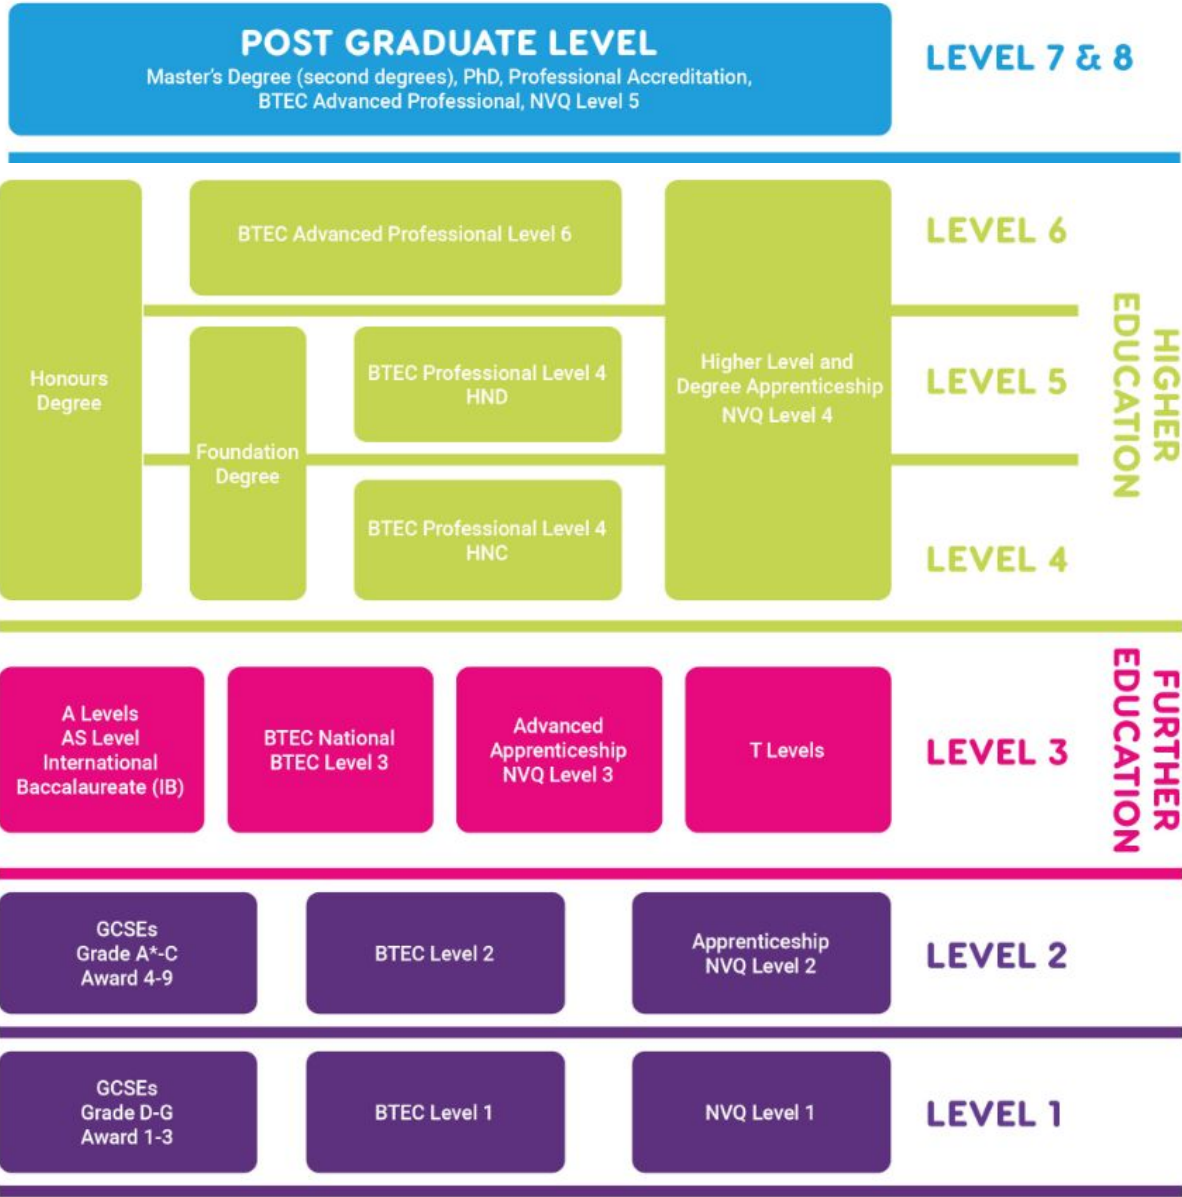 POST GRADUATE LEVEL
Master's Degree (second degrees), PhD, Professional Accreditation,
BTEC Advanced Professional, NVQ Level 5
LEVEL 7 & 8
Honours
Degree
BTEC Advanced Professional Level 6
LEVEL 6
Foundation
Degree
BTEC Professional Level 4
HND
Higher Level and
Degree Apprenticeship
NVQ Level 4
LEVEL 5
BTEC Professional Level 4
HNC
LEVEL 4
HIGHER
EDUCATION
A Levels
AS Level
International
Baccalaureate (IB)
BTEC National
BTEC Level 3
Advanced
Apprenticeship
NVQ Level 3
T Levels
LEVEL 3
FURTHER
EDUCATION
GCSEs
Grade A*-C
Award 4-9
BTEC Level 2
Apprenticeship
NVQ Level 2
LEVEL 2
GCSEs
Grade D-G
Award 1-3
BTEC Level 1
NVQ Level 1
LEVEL 1